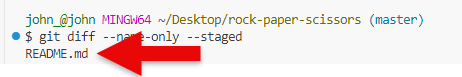 john_@john MINGW64 ~/Desktop/rock-paper-scissors (master)
$ git diff --name-only --staged
README.md